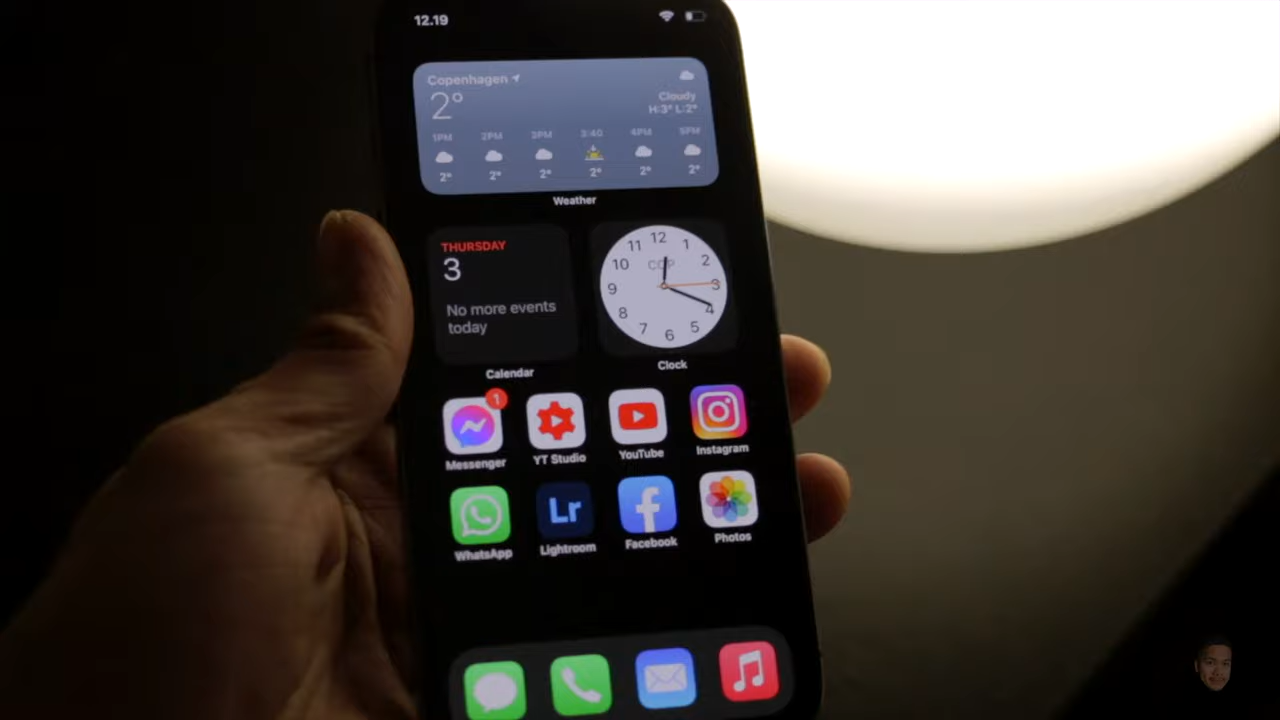 12.19
Copenhagen
2°
Cloudy
H:3° L:2°
1PM 2PM 3PM 3:40 4PM 5PM
2° 2° 2° 2° 2° 2°
Weather
THURSDAY
3
No more events
today
Calendar
12
11 1
10 2
COP
9 3
8 4
7 5
6
Clock
1
Messenger YT Studio YouTube Instagram
Lr
WhatsApp Lightroom Facebook Photos